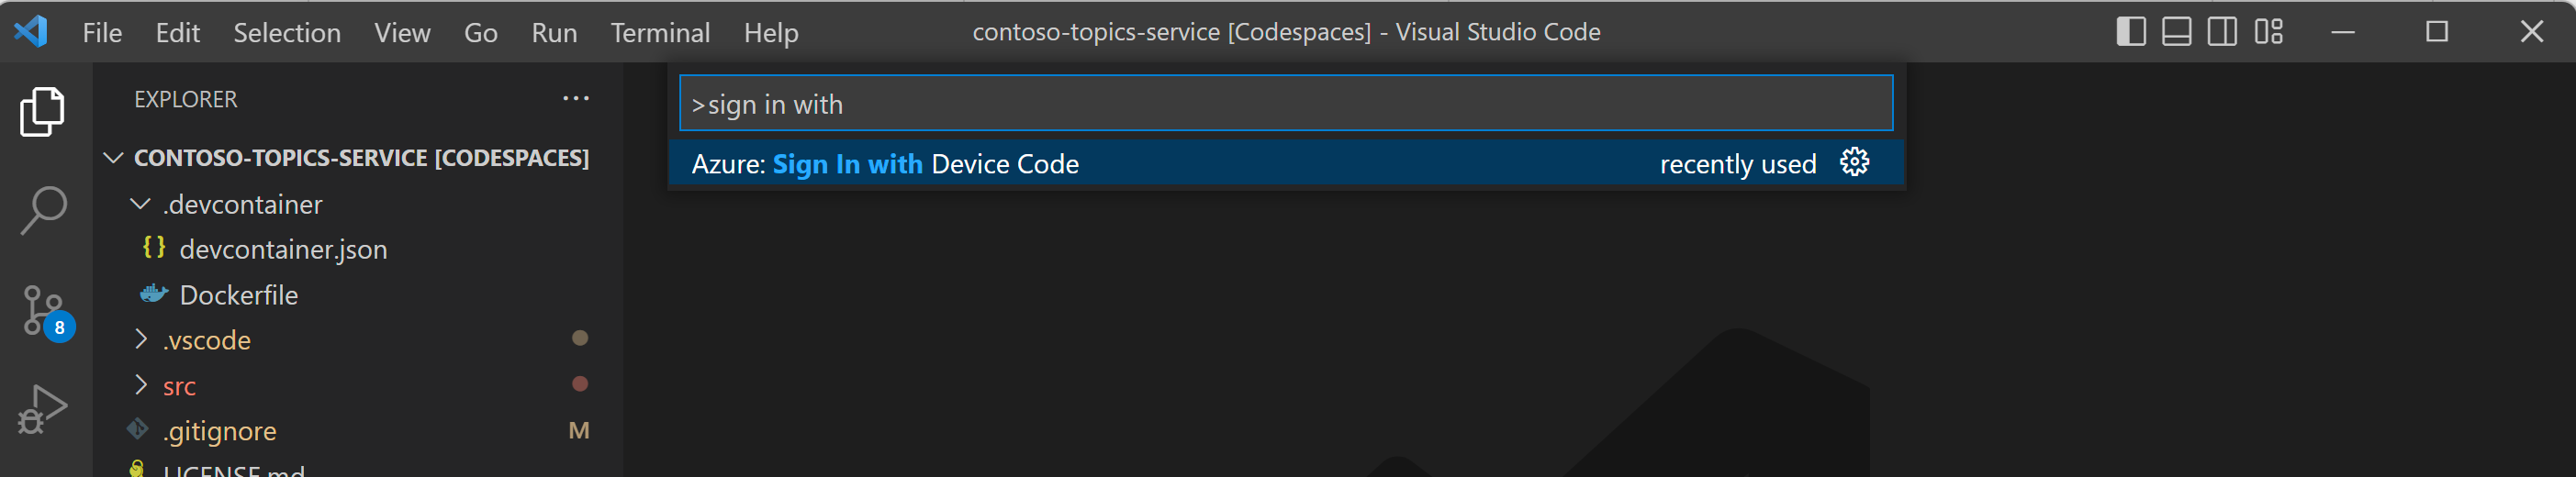 File Edit Selection View Go Run Terminal Help contoso-topics-service [Codespaces] - Visual Studio Code
>sign in with
Azure: Sign In with Device Code recently used
EXPLORER ···
CONTOSO-TOPICS-SERVICE [CODESPACES]
.devcontainer
{} devcontainer.json
Dockerfile
8
.vscode
src
.gitignore M
LICENSE.md